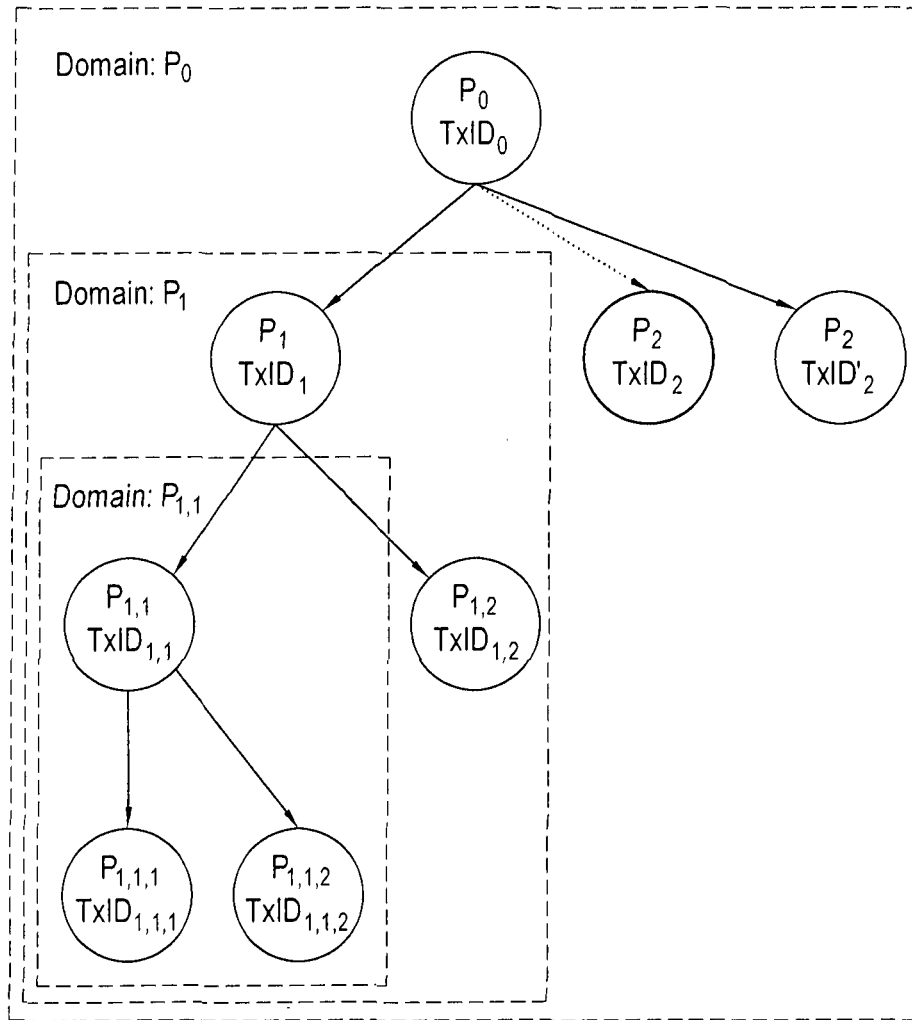 Domain: P₀
P₀
TxID₀
Domain: P₁
P₁
TxID₁
P₂
TxID₂
P₂
TxID'₂
Domain: P₁,₁
P₁,₁
TxID₁,₁
P₁,₂
TxID₁,₂
P₁,₁,₁
TxID₁,₁,₁
P₁,₁,₂
TxID₁,₁,₂